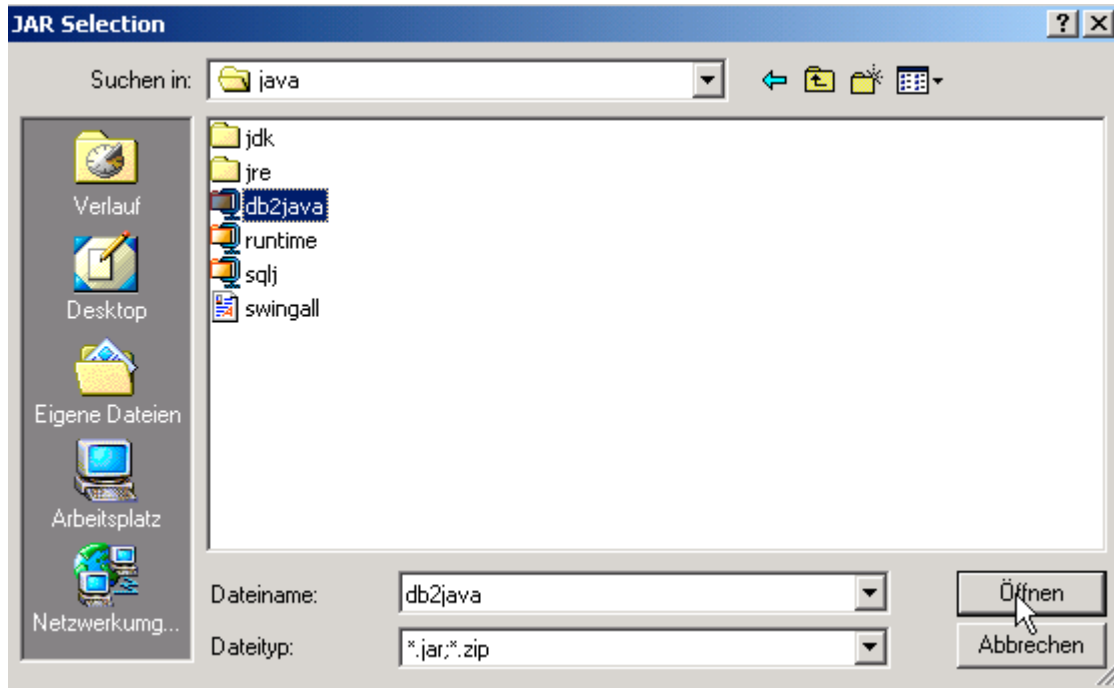 JAR Selection
Suchen in:
java
jdk
jre
db2java
runtime
sqlj
swingall
Verlauf
Desktop
Eigene Dateien
Arbeitsplatz
Netzwerkumg...
Dateiname:
db2java
Öffnen
Dateityp:
*.jar;*.zip
Abbrechen